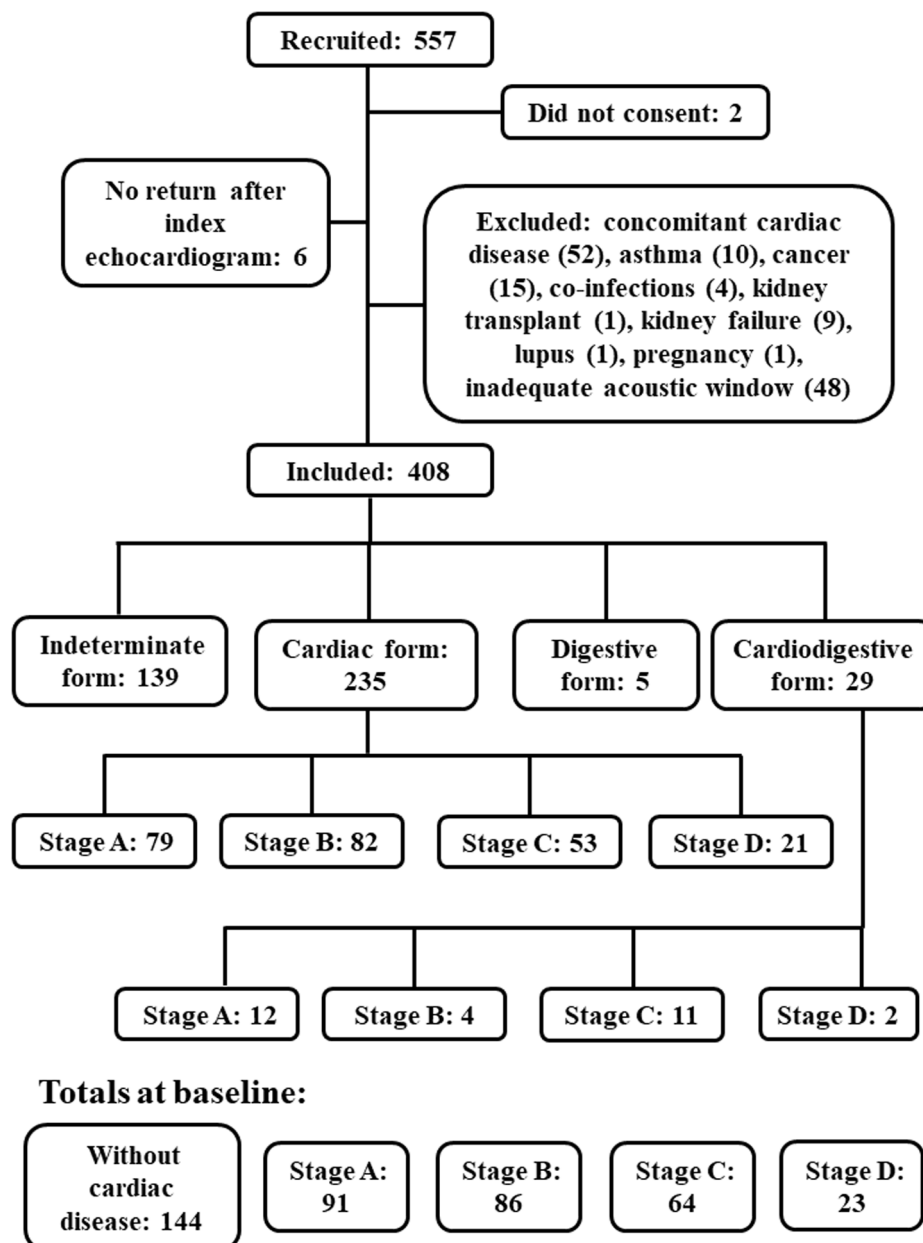 Recruited: 557
Did not consent: 2
No return after
index
echocardiogram: 6
Excluded: concomitant cardiac
disease (52), asthma (10), cancer
(15), co-infections (4), kidney
transplant (1), kidney failure (9),
lupus (1), pregnancy (1),
inadequate acoustic window (48)
Included: 408
Indeterminate
form: 139
Cardiac form:
235
Digestive
form: 5
Cardiodigestive
form: 29
Stage A: 79
Stage B: 82
Stage C: 53
Stage D: 21
Stage A: 12
Stage B: 4
Stage C: 11
Stage D: 2
Totals at baseline:
Without
cardiac
disease: 144
Stage A:
91
Stage B:
86
Stage C:
64
Stage D:
23